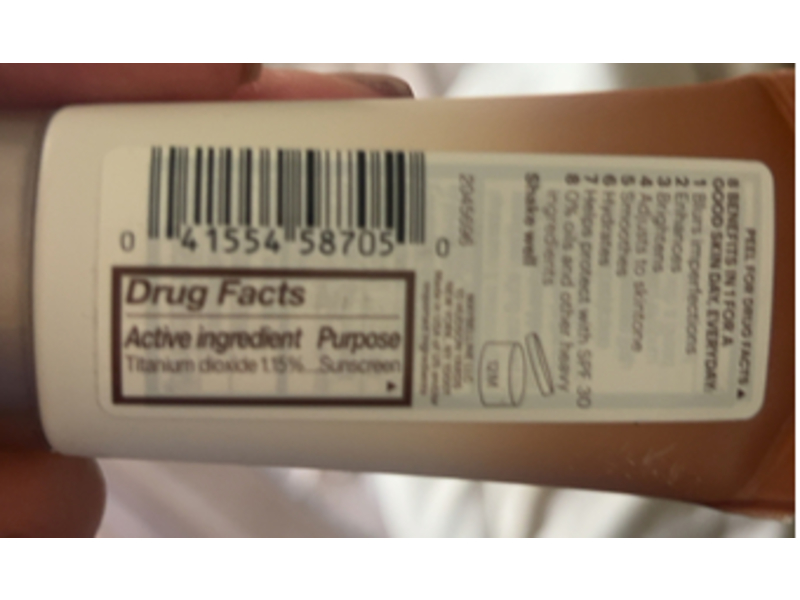 PEEL FOR DRUG FACTS ▲
8 BENEFITS IN 1 FOR A
GOOD SKIN DAY, EVERYDAY:
1 Blurs imperfections
2 Enhances
3 Brightens
4 Adjusts to skintone
5 Smoothes
6 Hydrates
7 Helps protect with SPF 30
8 0% oils and other heavy
ingredients
Shake well
12M
0 41554 58705 0
Drug Facts
Active ingredient Purpose
Titanium dioxide 1.15%...Sunscreen
▲